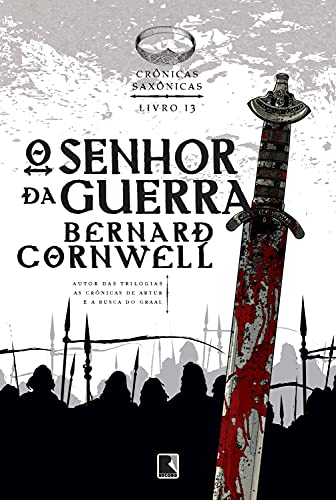 CRÔNICAS
SAXÔNICAS
LIVRO 13
O SENHOR
DA GUERRA
BERNARD
CORNWELL
AUTOR DAS TRILOGIAS
AS CRÔNICAS DE ARTUR
E A BUSCA DO GRAAL
R
RECORD